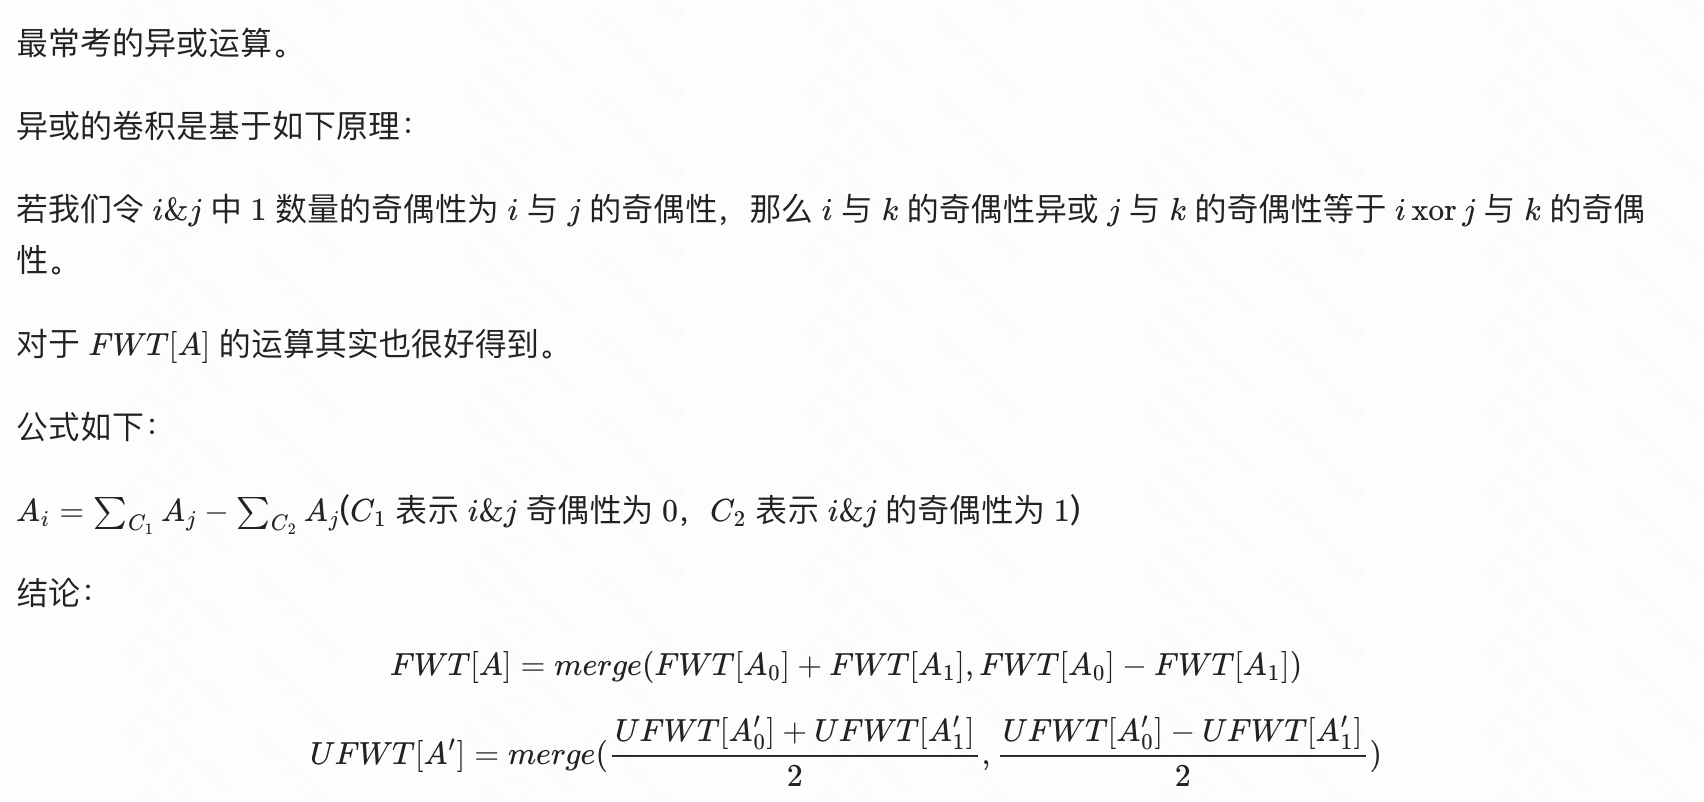 最常考的异或运算。
异或的卷积是基于如下原理：
若我们令 i&j 中 1 数量的奇偶性为 i 与 j 的奇偶性，那么 i 与 k 的奇偶性异或 j 与 k 的奇偶性等于 i xor j 与 k 的奇偶
性。
对于 FWT[A] 的运算其实也很好得到。
公式如下：
A_i = ∑_{C_1} A_j − ∑_{C_2} A_j(C_1 表示 i&j 奇偶性为 0，C_2 表示 i&j 的奇偶性为 1)
结论：
FWT[A] = merge(FWT[A_0] + FWT[A_1], FWT[A_0] − FWT[A_1])
UFWT[A'] = merge(\frac{UFWT[A'_0] + UFWT[A'_1]}{2}, \frac{UFWT[A'_0] − UFWT[A'_1]}{2})